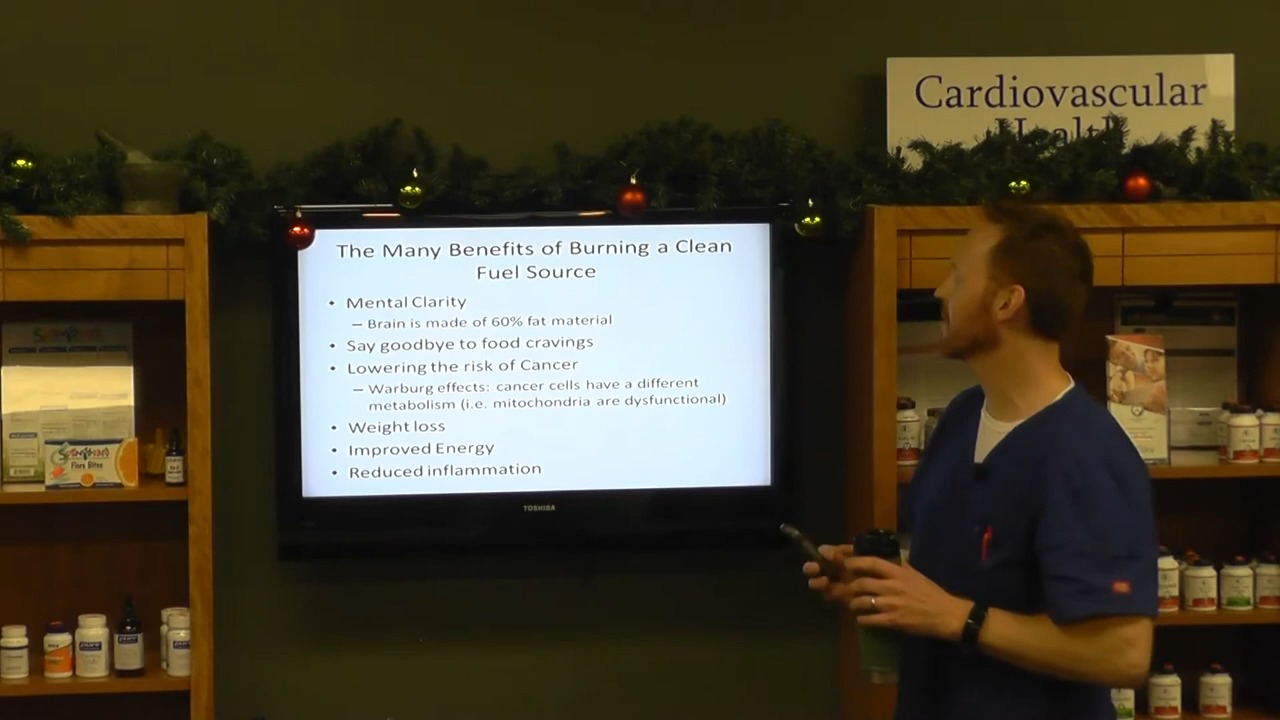 Cardiovascular
Health
The Many Benefits of Burning a Clean
Fuel Source
• Mental Clarity
– Brain is made of 60% fat material
• Say goodbye to food cravings
• Lowering the risk of Cancer
– Warburg effects: cancer cells have a different
metabolism (i.e. mitochondria are dysfunctional)
• Weight loss
• Improved Energy
• Reduced inflammation
TOSHIBA
Flora Bites